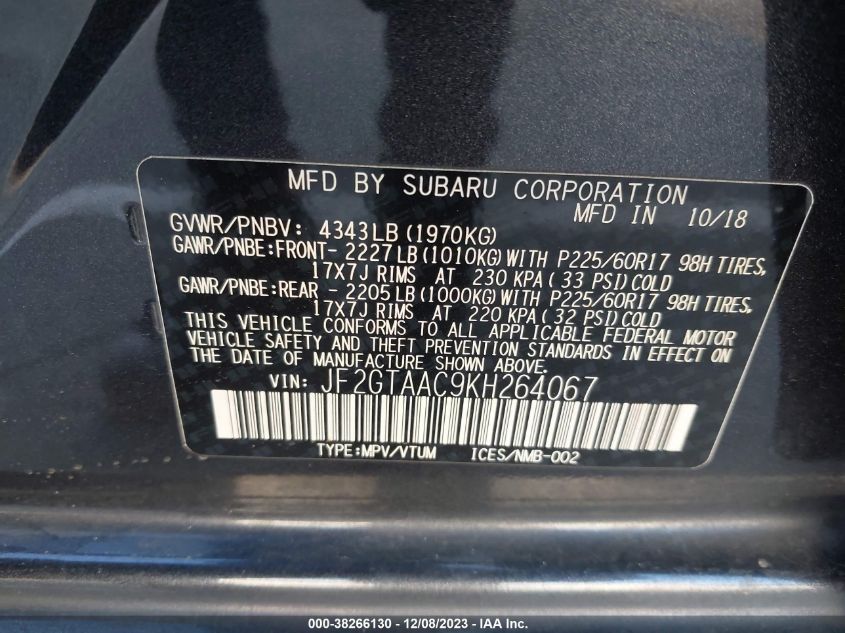 MFD BY SUBARU CORPORATION
MFD IN 10/18
GVWR/PNBV: 4343LB (1970KG)
GAWR/PNBE:FRONT- 2227LB (1010KG) WITH P225/60R17 98H TIRES,
17X7J RIMS AT 230 KPA ( 33 PSI) COLD
GAWR/PNBE:REAR - 2205LB (1000KG) WITH P225/60R17 98H TIRES,
17X7J RIMS AT 220 KPA ( 32 PSI) COLD
THIS VEHICLE CONFORMS TO ALL APPLICABLE FEDERAL MOTOR
VEHICLE SAFETY AND THEFT PREVENTION STANDARDS IN EFFECT ON
THE DATE OF MANUFACTURE SHOWN ABOVE.
VIN: JF2GTAAC9KH264067
TYPE:MPV/VTUM ICES/NMB-002
000-38266130 - 12/08/2023 - IAA Inc.